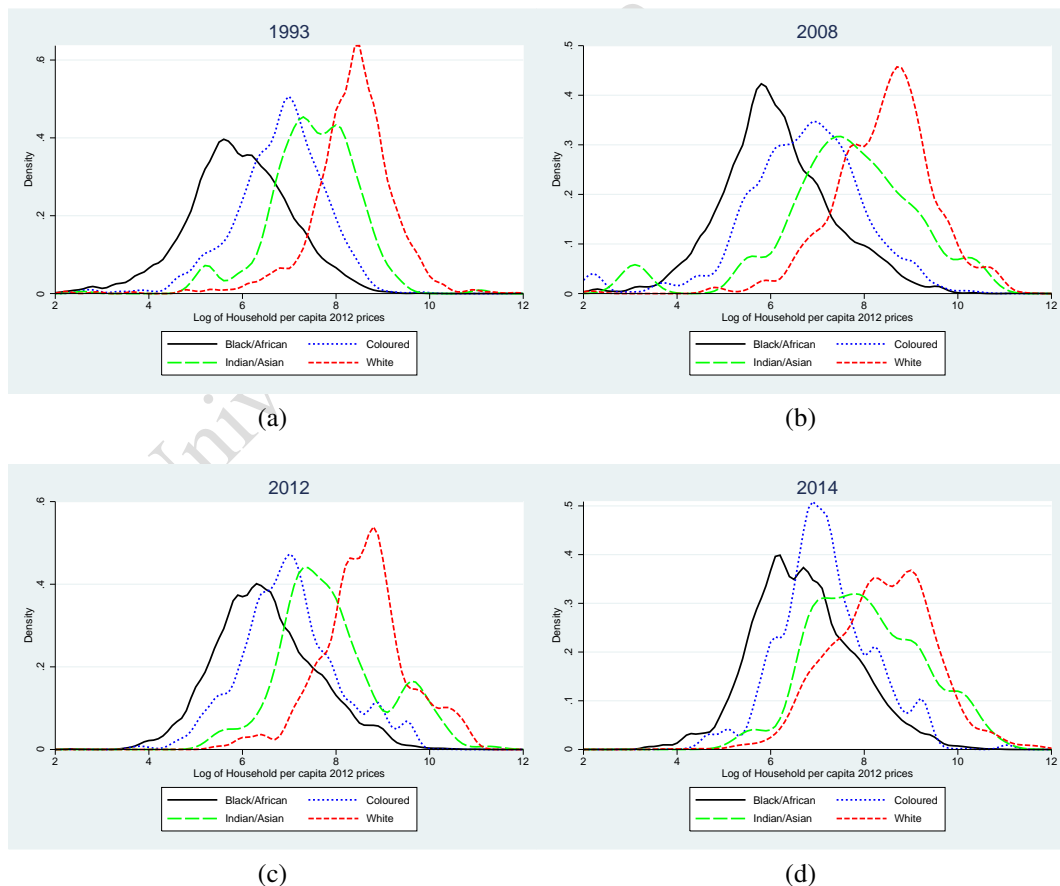 1993
Density
0 .2 .4 .6
2 4 6 8 10 12
Log of Household per capita 2012 prices
Black/African Coloured
Indian/Asian White
(a)
2008
Density
0 .1 .2 .3 .4 .5
2 4 6 8 10 12
Log of Household per capita 2012 prices
Black/African Coloured
Indian/Asian White
(b)
2012
Density
0 .2 .4 .6
2 4 6 8 10 12
Log of Household per capita 2012 prices
Black/African Coloured
Indian/Asian White
(c)
2014
Density
0 .1 .2 .3 .4 .5
2 4 6 8 10 12
Log of Household per capita 2012 prices
Black/African Coloured
Indian/Asian White
(d)